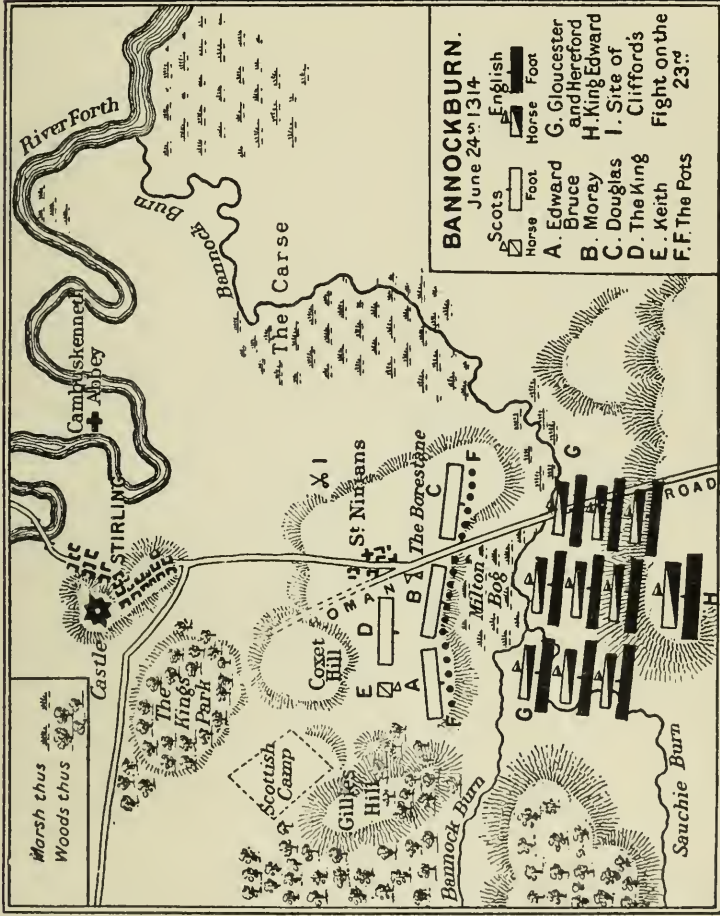 Marsh thus
Woods thus
River Forth
Cambuskenneth
Abbey
STIRLING
Castle
The
Kings
Park
Bannock
Burn
The Carse
I
St Ninians
The Borestane
Coxet
Hill
ROMAN
ROAD
Scottish
Camp
Gillies
Hill
E
D
A
B
C
F
F
Milton
Bog
Bannock Burn
Sauchie Burn
G
G
H
BANNOCKBURN.
June 24th 1314
Scots English
Horse Foot Horse Foot
A. Edward
Bruce
B. Moray
C. Douglas
D. The King
E. Keith
F.F. The Pots
G. Gloucester
and Hereford
H. King Edward
I. Site of
Clifford's
Fight on the
23rd